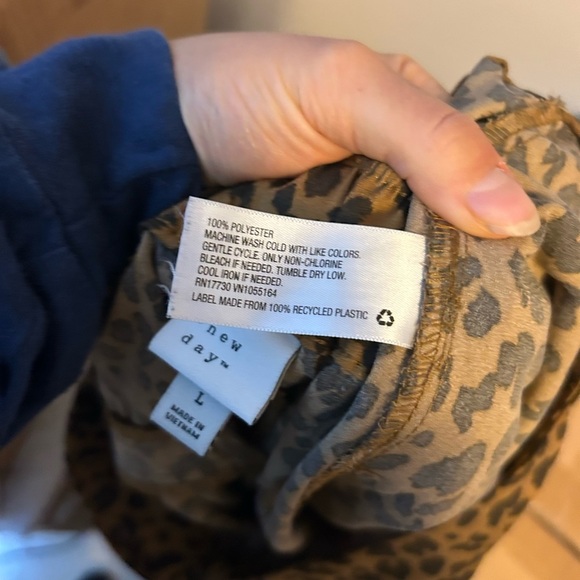 100% POLYESTER
MACHINE WASH COLD WITH LIKE COLORS.
GENTLE CYCLE. ONLY NON-CHLORINE
BLEACH IF NEEDED. TUMBLE DRY LOW.
COOL IRON IF NEEDED.
RN17730 VN1055164
LABEL MADE FROM 100% RECYCLED PLASTIC
new
day™
L
MADE IN
VIETNAM